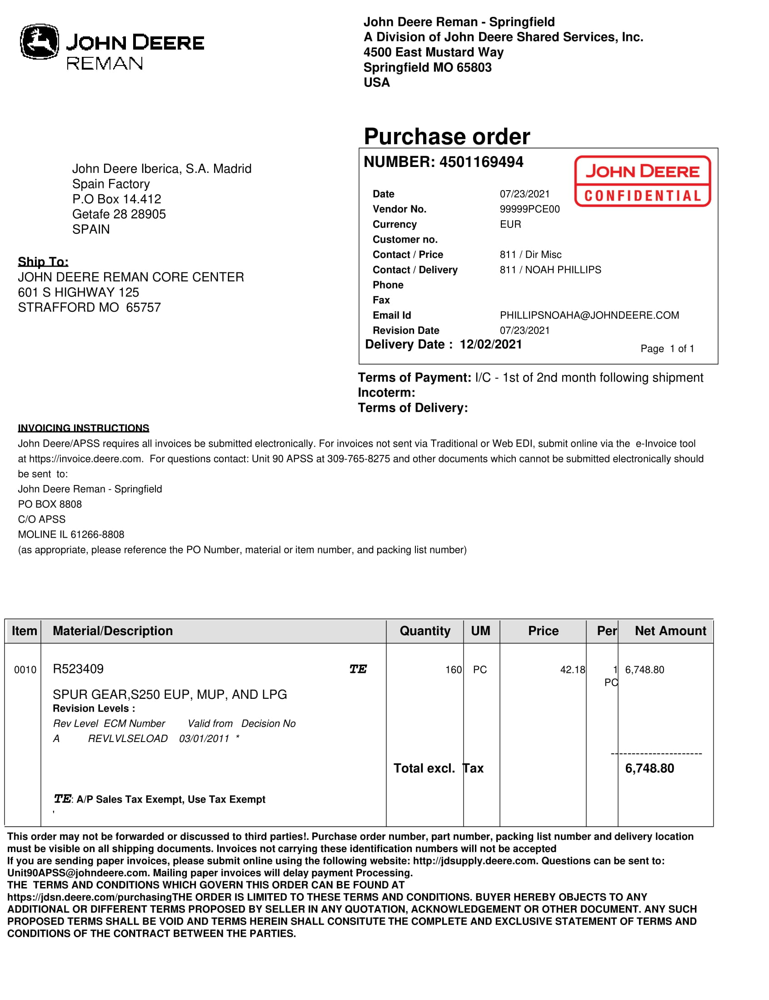 JOHN DEERE
REMAN
John Deere Reman - Springfield
A Division of John Deere Shared Services, Inc.
4500 East Mustard Way
Springfield MO 65803
USA
Purchase order
NUMBER: 4501169494
JOHN DEERE
CONFIDENTIAL
Date 07/23/2021
Vendor No. 99999PCE00
Currency EUR
Customer no.
Contact / Price 811 / Dir Misc
Contact / Delivery 811 / NOAH PHILLIPS
Phone
Fax
Email Id PHILLIPSNOAHA@JOHNDEERE.COM
Revision Date 07/23/2021
Delivery Date : 12/02/2021
Page 1 of 1
John Deere Iberica, S.A. Madrid
Spain Factory
P.O Box 14.412
Getafe 28 28905
SPAIN
Ship To:
JOHN DEERE REMAN CORE CENTER
601 S HIGHWAY 125
STRAFFORD MO 65757
Terms of Payment: I/C - 1st of 2nd month following shipment
Incoterm:
Terms of Delivery:
INVOICING INSTRUCTIONS
John Deere/APSS requires all invoices be submitted electronically. For invoices not sent via Traditional or Web EDI, submit online via the e-Invoice tool
at https://invoice.deere.com. For questions contact: Unit 90 APSS at 309-765-8275 and other documents which cannot be submitted electronically should
be sent to:
John Deere Reman - Springfield
PO BOX 8808
C/O APSS
MOLINE IL 61266-8808
(as appropriate, please reference the PO Number, material or item number, and packing list number)
Item Material/Description Quantity UM Price Per Net Amount
0010 R523409 TE 160 PC 42.18 1 6,748.80
PC
SPUR GEAR,S250 EUP, MUP, AND LPG
Revision Levels :
Rev Level ECM Number Valid from Decision No
A REVLVLSELOAD 03/01/2011 *
-----------------------
Total excl. Tax 6,748.80
TE: A/P Sales Tax Exempt, Use Tax Exempt
'
This order may not be forwarded or discussed to third parties!. Purchase order number, part number, packing list number and delivery location
must be visible on all shipping documents. Invoices not carrying these identification numbers will not be accepted
If you are sending paper invoices, please submit online using the following website: http://jdsupply.deere.com. Questions can be sent to:
Unit90APSS@johndeere.com. Mailing paper invoices will delay payment Processing.
THE TERMS AND CONDITIONS WHICH GOVERN THIS ORDER CAN BE FOUND AT
https://jdsn.deere.com/purchasingTHE ORDER IS LIMITED TO THESE TERMS AND CONDITIONS. BUYER HEREBY OBJECTS TO ANY
ADDITIONAL OR DIFFERENT TERMS PROPOSED BY SELLER IN ANY QUOTATION, ACKNOWLEDGEMENT OR OTHER DOCUMENT. ANY SUCH
PROPOSED TERMS SHALL BE VOID AND TERMS HEREIN SHALL CONSITUTE THE COMPLETE AND EXCLUSIVE STATEMENT OF TERMS AND
CONDITIONS OF THE CONTRACT BETWEEN THE PARTIES.